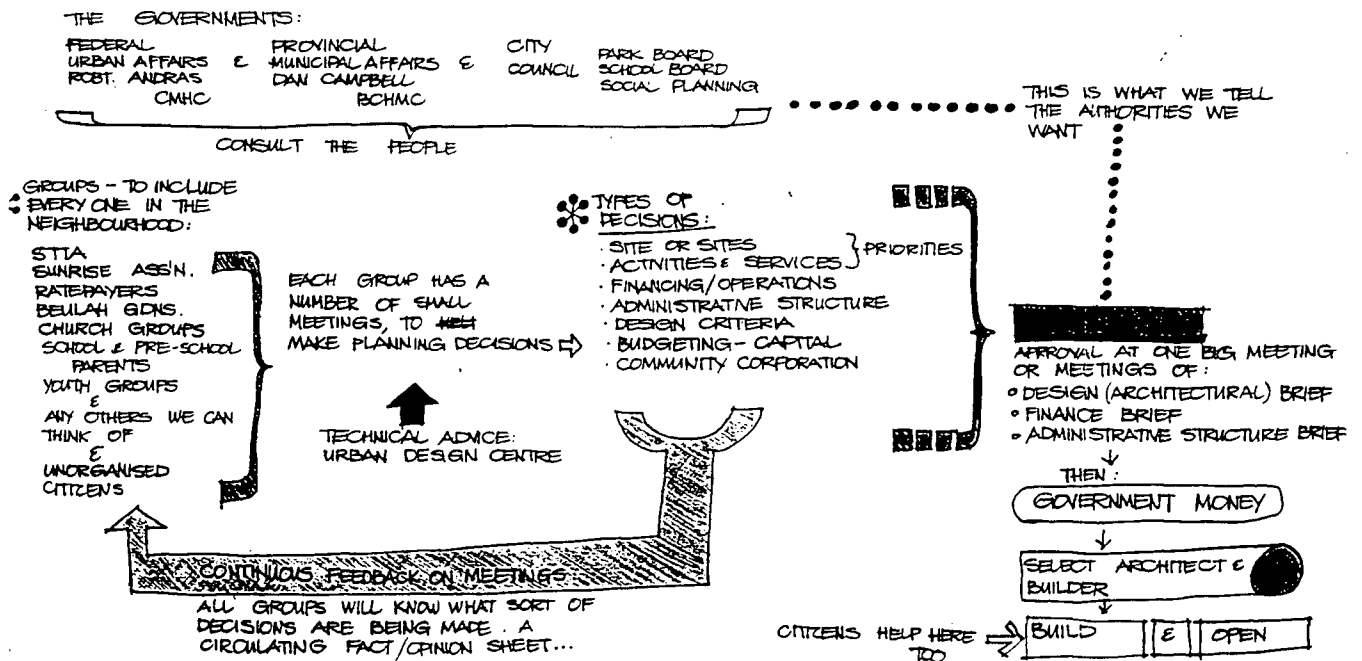 THE GOVERNMENTS:
FEDERAL
URBAN AFFAIRS &
ROBT. ANDRAS
CMHC
PROVINCIAL
MUNICIPAL AFFAIRS &
DAN CAMPBELL
BCHMC
CITY
COUNCIL
PARK BOARD
SCHOOL BOARD
SOCIAL PLANNING
CONSULT THE PEOPLE
THIS IS WHAT WE TELL
THE AUTHORITIES WE
WANT
GROUPS - TO INCLUDE
EVERY ONE IN THE
NEIGHBOURHOOD:
STTA
SUNRISE ASS'N.
RATEPAYERS
BEULAH GDNS.
CHURCH GROUPS
SCHOOL & PRE-SCHOOL
PARENTS
YOUTH GROUPS
&
ANY OTHERS WE CAN
THINK OF
&
UNORGANISED
CITIZENS
EACH GROUP HAS A
NUMBER OF SMALL
MEETINGS, TO
MAKE PLANNING DECISIONS ⇨
TECHNICAL ADVICE:
URBAN DESIGN CENTRE
TYPES OF
DECISIONS:
· SITE OR SITES
· ACTIVITIES & SERVICES
} PRIORITIES
· FINANCING/OPERATIONS
· ADMINISTRATIVE STRUCTURE
· DESIGN CRITERIA
· BUDGETING - CAPITAL
· COMMUNITY CORPORATION
CONTINUOUS FEEDBACK ON MEETINGS
ALL GROUPS WILL KNOW WHAT SORT OF
DECISIONS ARE BEING MADE. A
CIRCULATING FACT/OPINION SHEET...
APPROVAL AT ONE BIG MEETING
OR MEETINGS OF:
• DESIGN (ARCHITECTURAL) BRIEF
• FINANCE BRIEF
• ADMINISTRATIVE STRUCTURE BRIEF
THEN:
GOVERNMENT MONEY
SELECT ARCHITECT &
BUILDER
CITIZENS HELP HERE
TOO
BUILD & OPEN